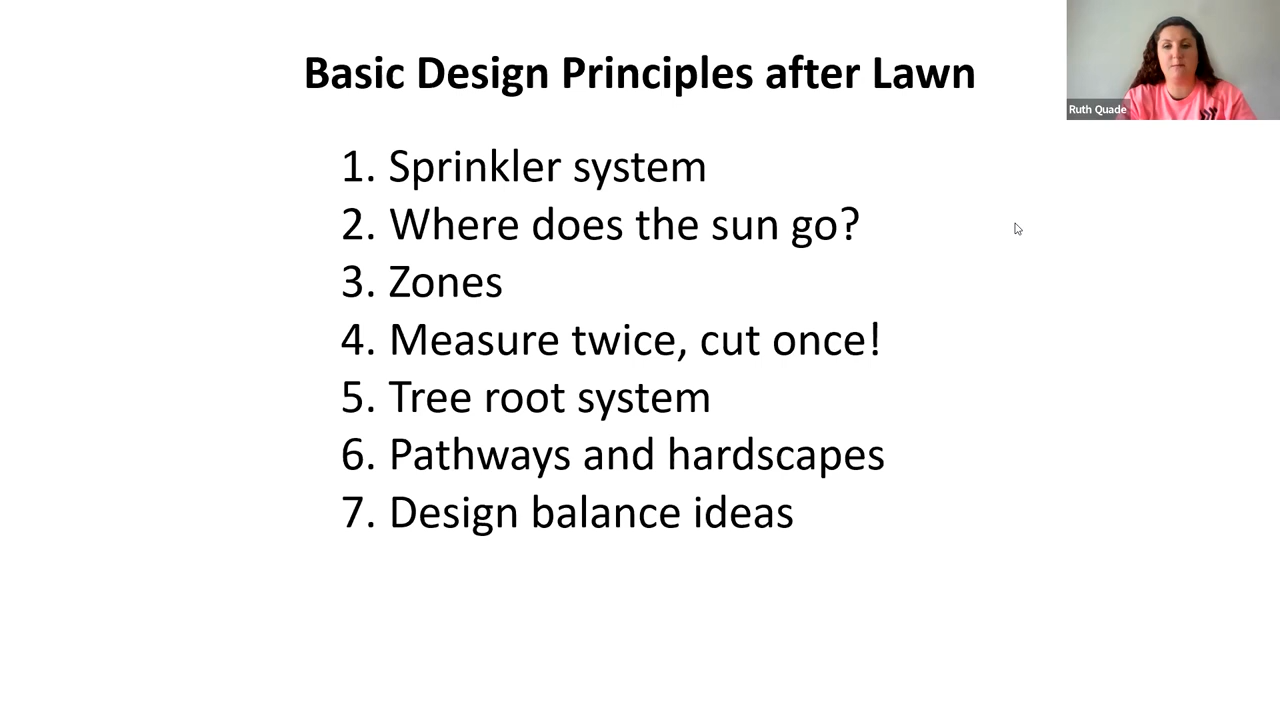 Basic Design Principles after Lawn
Ruth Quade
1. Sprinkler system
2. Where does the sun go?
3. Zones
4. Measure twice, cut once!
5. Tree root system
6. Pathways and hardscapes
7. Design balance ideas